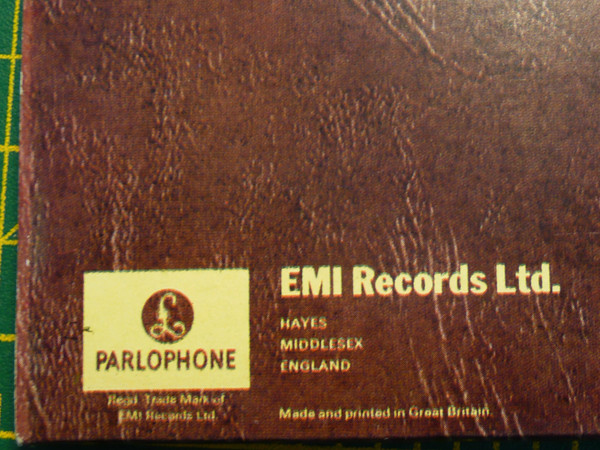 £
PARLOPHONE
Regd. Trade Mark of
EMI Records Ltd.
EMI Records Ltd.
HAYES
MIDDLESEX
ENGLAND
Made and printed in Great Britain.